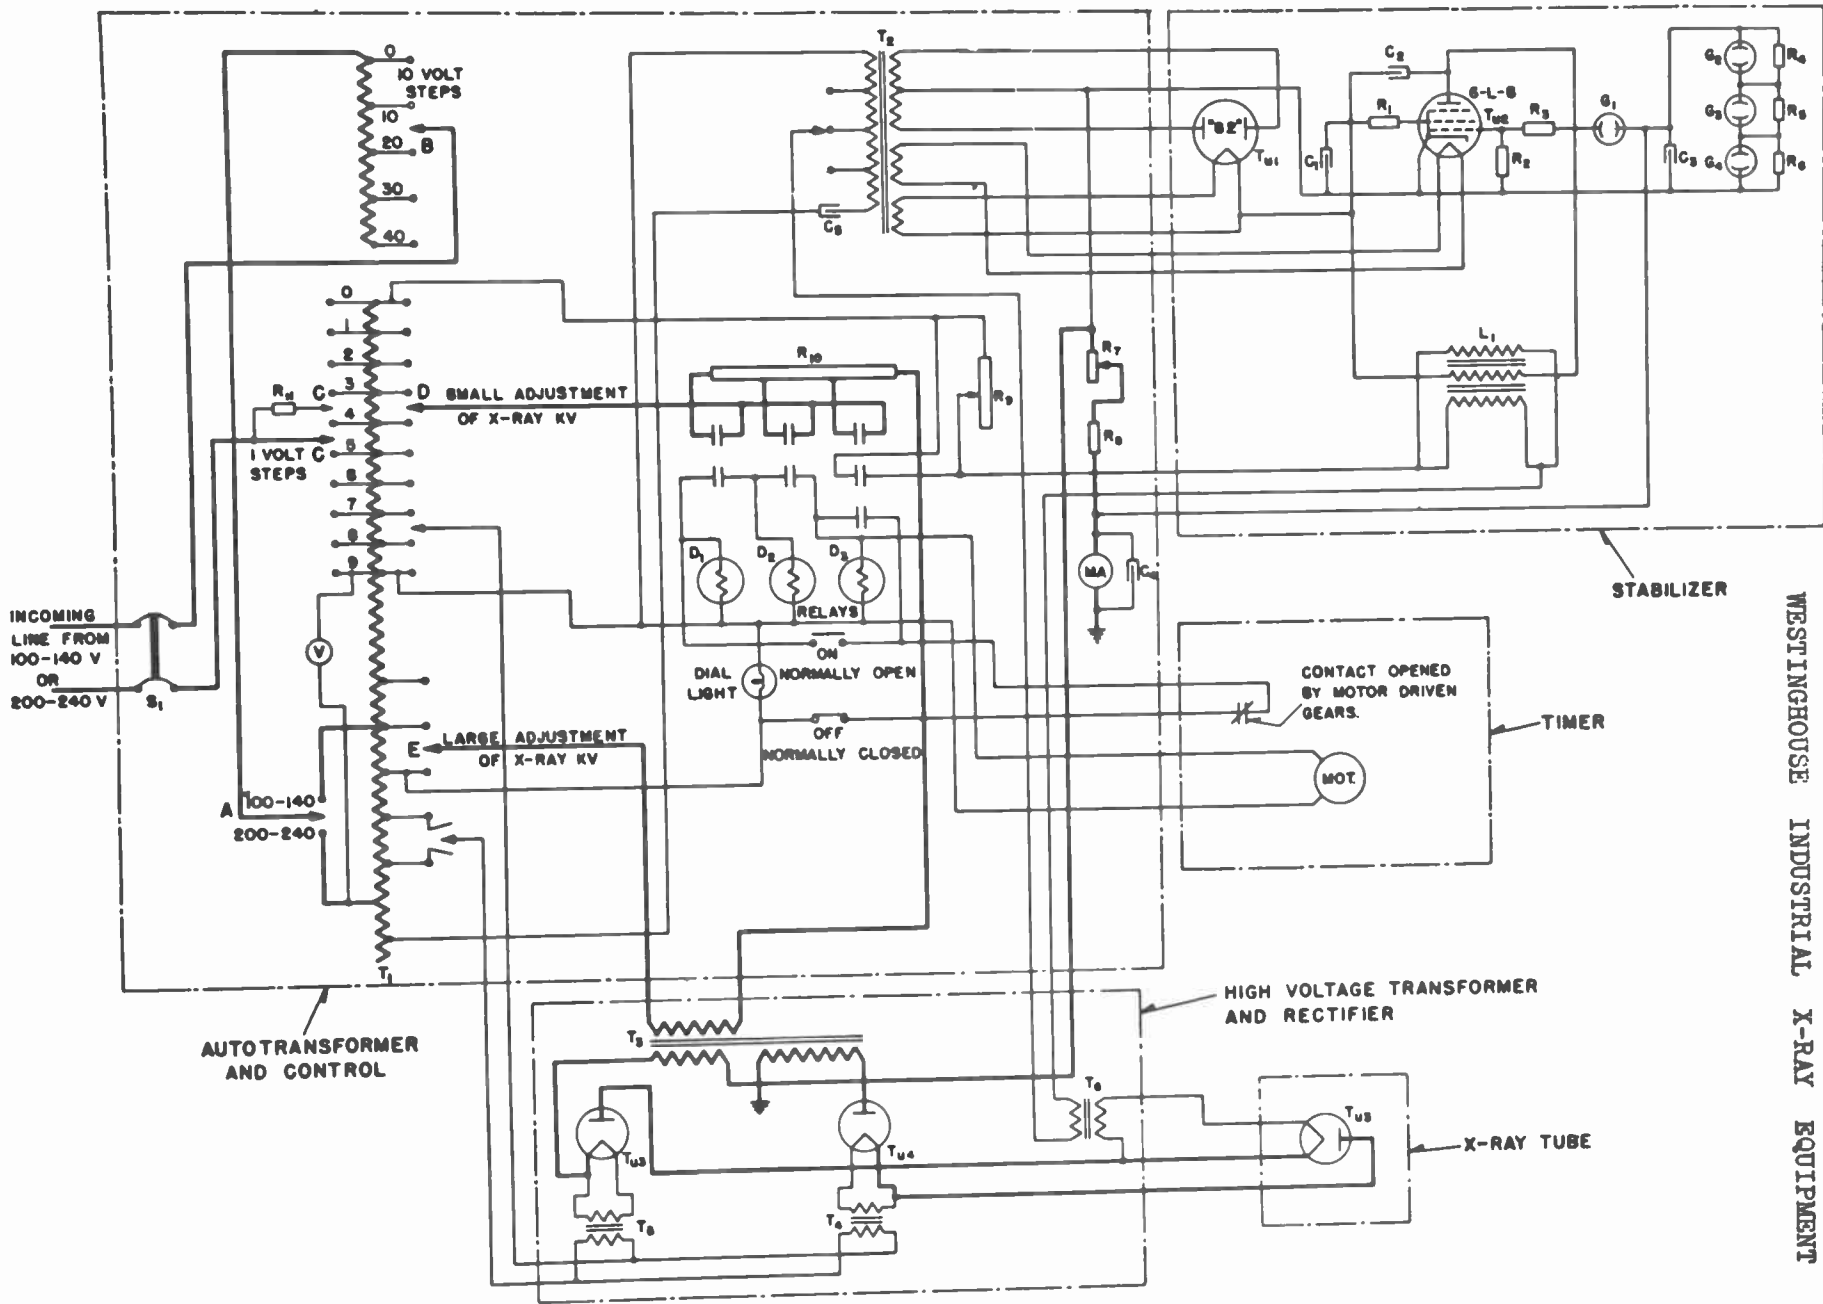 0
10 VOLT
STEPS
10
B
20
30
40
0
1
2
3
C
D
SMALL ADJUSTMENT
OF X-RAY KV
4
1 VOLT C
STEPS
5
6
7
8
9
R11
INCOMING
LINE FROM
100-140 V
OR
200-240 V
S1
V
E
LARGE ADJUSTMENT
OF X-RAY KV
A
100-140
200-240
T1
AUTOTRANSFORMER
AND CONTROL
T2
C5
R10
R9
D1
D2
D3
RELAYS
DIAL
LIGHT
ON
NORMALLY OPEN
OFF
NORMALLY CLOSED
"82"
Tu1
R7
R8
MA
C4
C2
6-L-6
R1
Tu2
R3
G1
C1
R2
C3
G2
R4
G3
R5
G4
R6
L1
STABILIZER
CONTACT OPENED
BY MOTOR DRIVEN
GEARS.
TIMER
MOT.
HIGH VOLTAGE TRANSFORMER
AND RECTIFIER
T3
Tu3
Tu4
T5
T4
T6
Tu5
X-RAY TUBE
WESTINGHOUSE INDUSTRIAL X-RAY EQUIPMENT